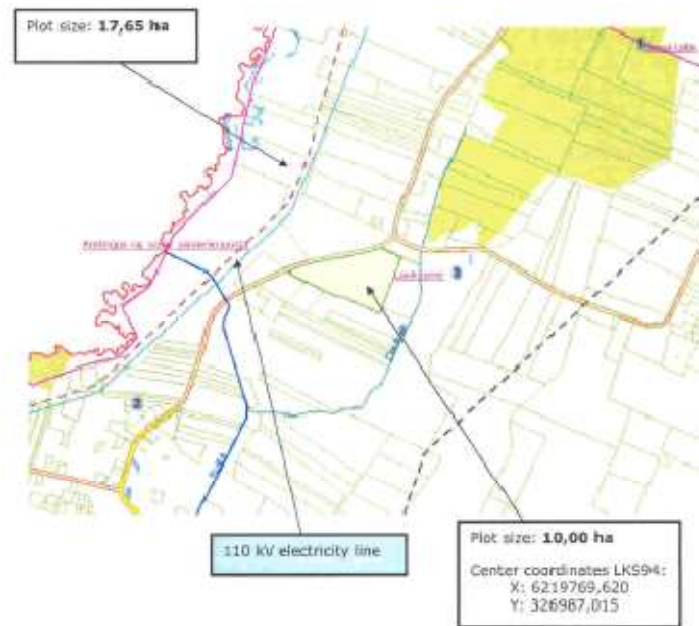 Plot size: 17,65 ha
110 kV electricity line
Plot size: 10,00 ha
Center coordinates LKS94:
X: 6219769,620
Y: 326987,015